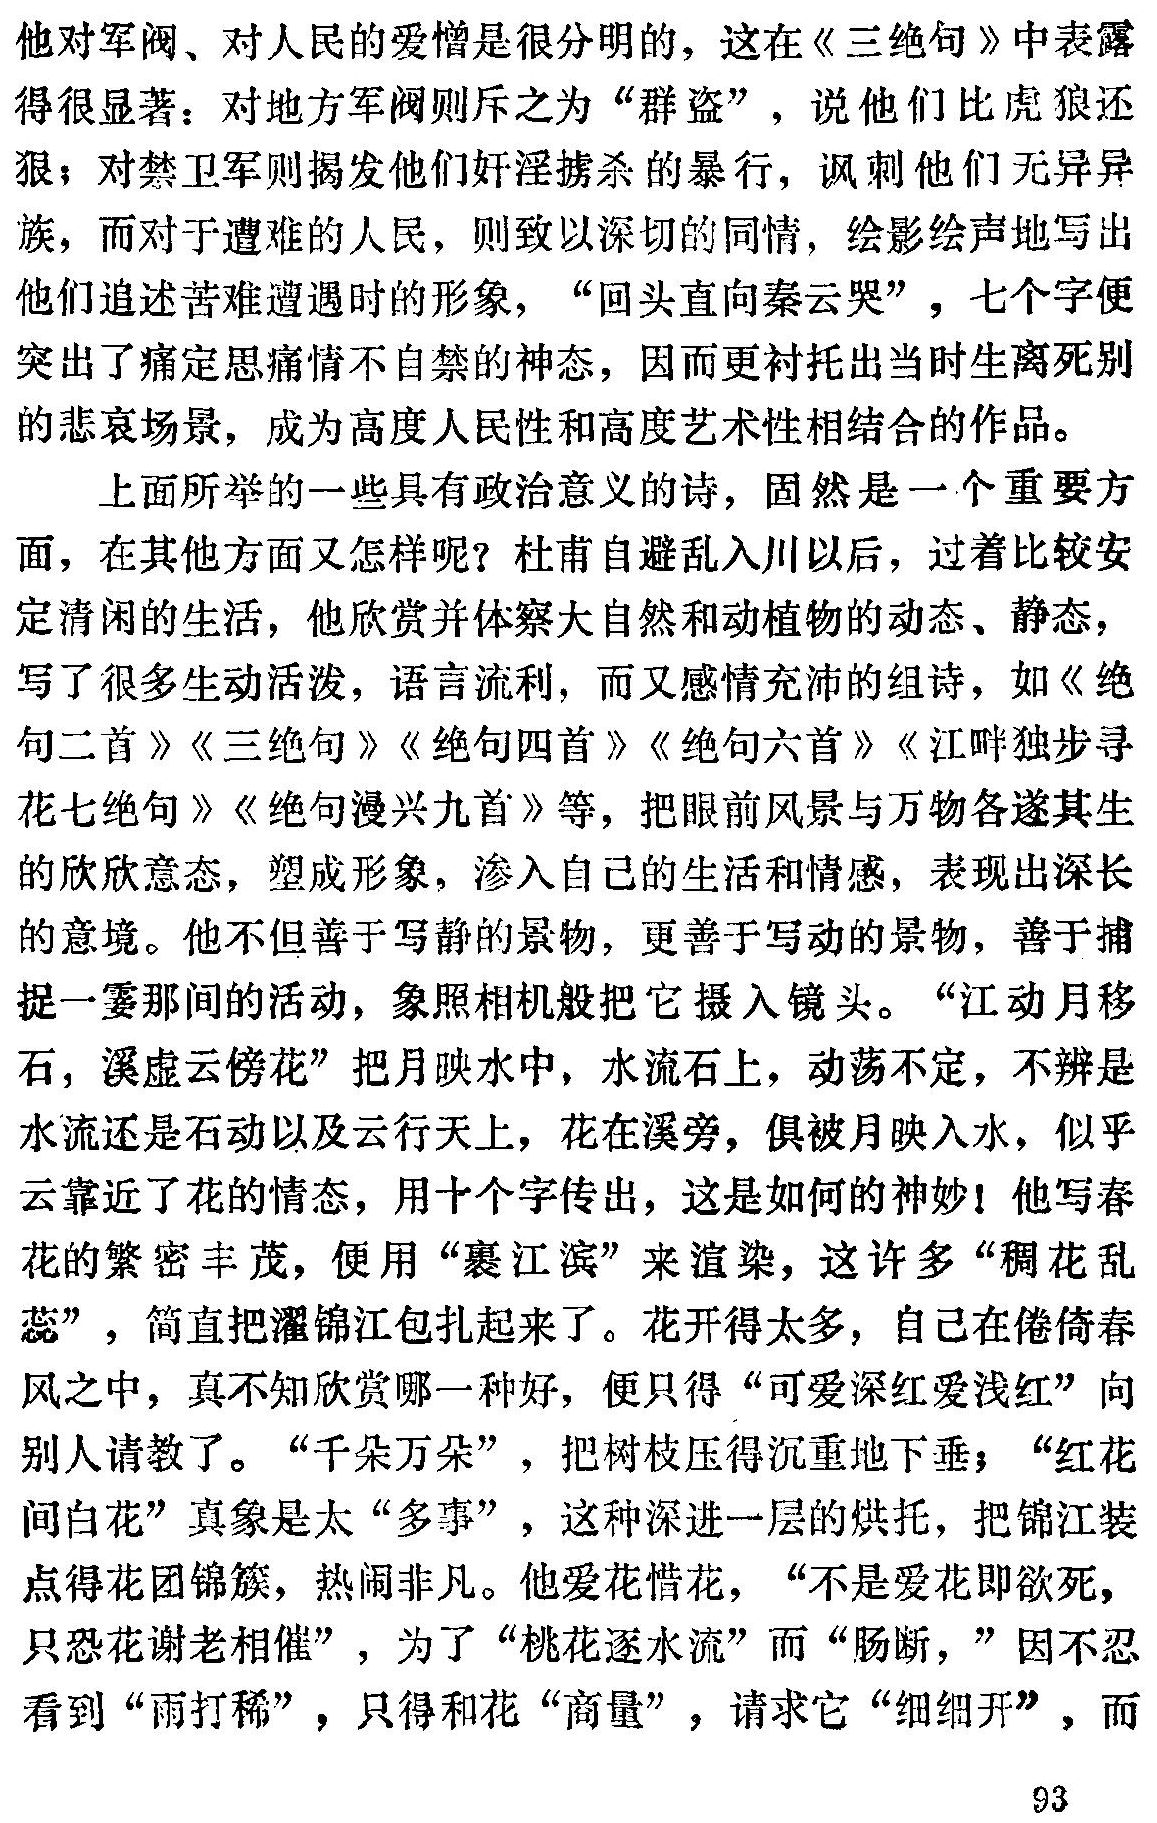 他对军阀、对人民的爱憎是很分明的，这在《三绝句》中表露
得很显著：对地方军阀则斥之为“群盗”，说他们比虎狼还
狠；对禁卫军则揭发他们奸淫掳杀的暴行，讽刺他们无异异
族，而对于遭难的人民，则致以深切的同情，绘影绘声地写出
他们追述苦难遭遇时的形象，“回头直向秦云哭”，七个字便
突出了痛定思痛情不自禁的神态，因而更衬托出当时生离死别
的悲哀场景，成为高度人民性和高度艺术性相结合的作品。
上面所举的一些具有政治意义的诗，固然是一个重要方
面，在其他方面又怎样呢？杜甫自避乱入川以后，过着比较安
定清闲的生活，他欣赏并体察大自然和动植物的动态、静态，
写了很多生动活泼，语言流利，而又感情充沛的组诗，如《绝
句二首》《三绝句》《绝句四首》《绝句六首》《江畔独步寻
花七绝句》《绝句漫兴九首》等，把眼前风景与万物各遂其生
的欣欣意态，塑成形象，渗入自己的生活和情感，表现出深长
的意境。他不但善于写静的景物，更善于写动的景物，善于捕
捉一霎那间的活动，象照相机般把它摄入镜头。“江动月移
石，溪虚云傍花”把月映水中，水流石上，动荡不定，不辨是
水流还是石动以及云行天上，花在溪旁，俱被月映入水，似乎
云靠近了花的情态，用十个字传出，这是如何的神妙！他写春
花的繁密丰茂，便用“裹江滨”来渲染，这许多“稠花乱
蕊”，简直把濯锦江包扎起来了。花开得太多，自己在倦倚春
风之中，真不知欣赏哪一种好，便只得“可爱深红爱浅红”向
别人请教了。“千朵万朵”，把树枝压得沉重地下垂；“红花
间白花”真象是太“多事”，这种深进一层的烘托，把锦江装
点得花团锦簇，热闹非凡。他爱花惜花，“不是爱花即欲死，
只恐花谢老相催”，为了“桃花逐水流”而“肠断，”因不忍
看到“雨打稀”，只得和花“商量”，请求它“细细开”，而
93